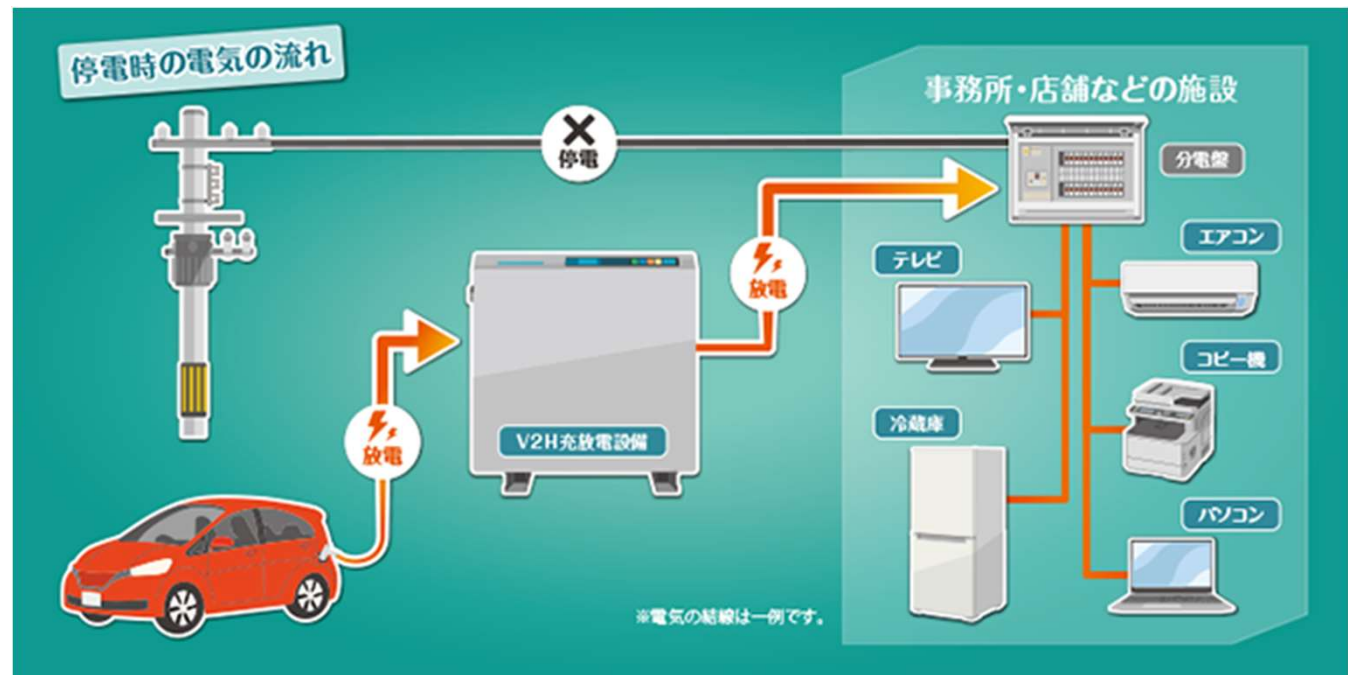 停電時の電気の流れ
事務所・店舗などの施設
停電
分電盤
エアコン
テレビ
放電
コピー機
冷蔵庫
V2H充放電設備
放電
パソコン
※電気の結線は一例です。